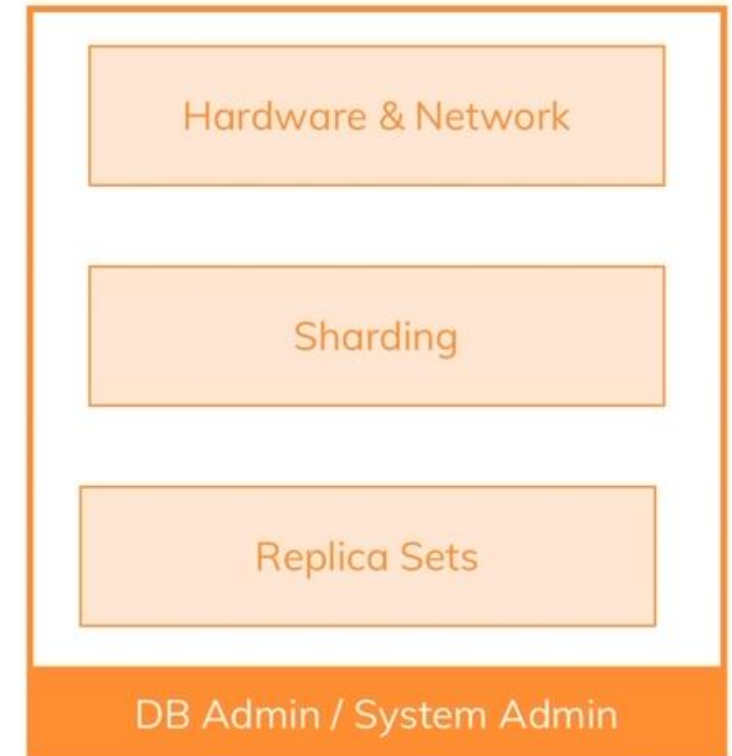 Hardware & Network
Sharding
Replica Sets
DB Admin / System Admin